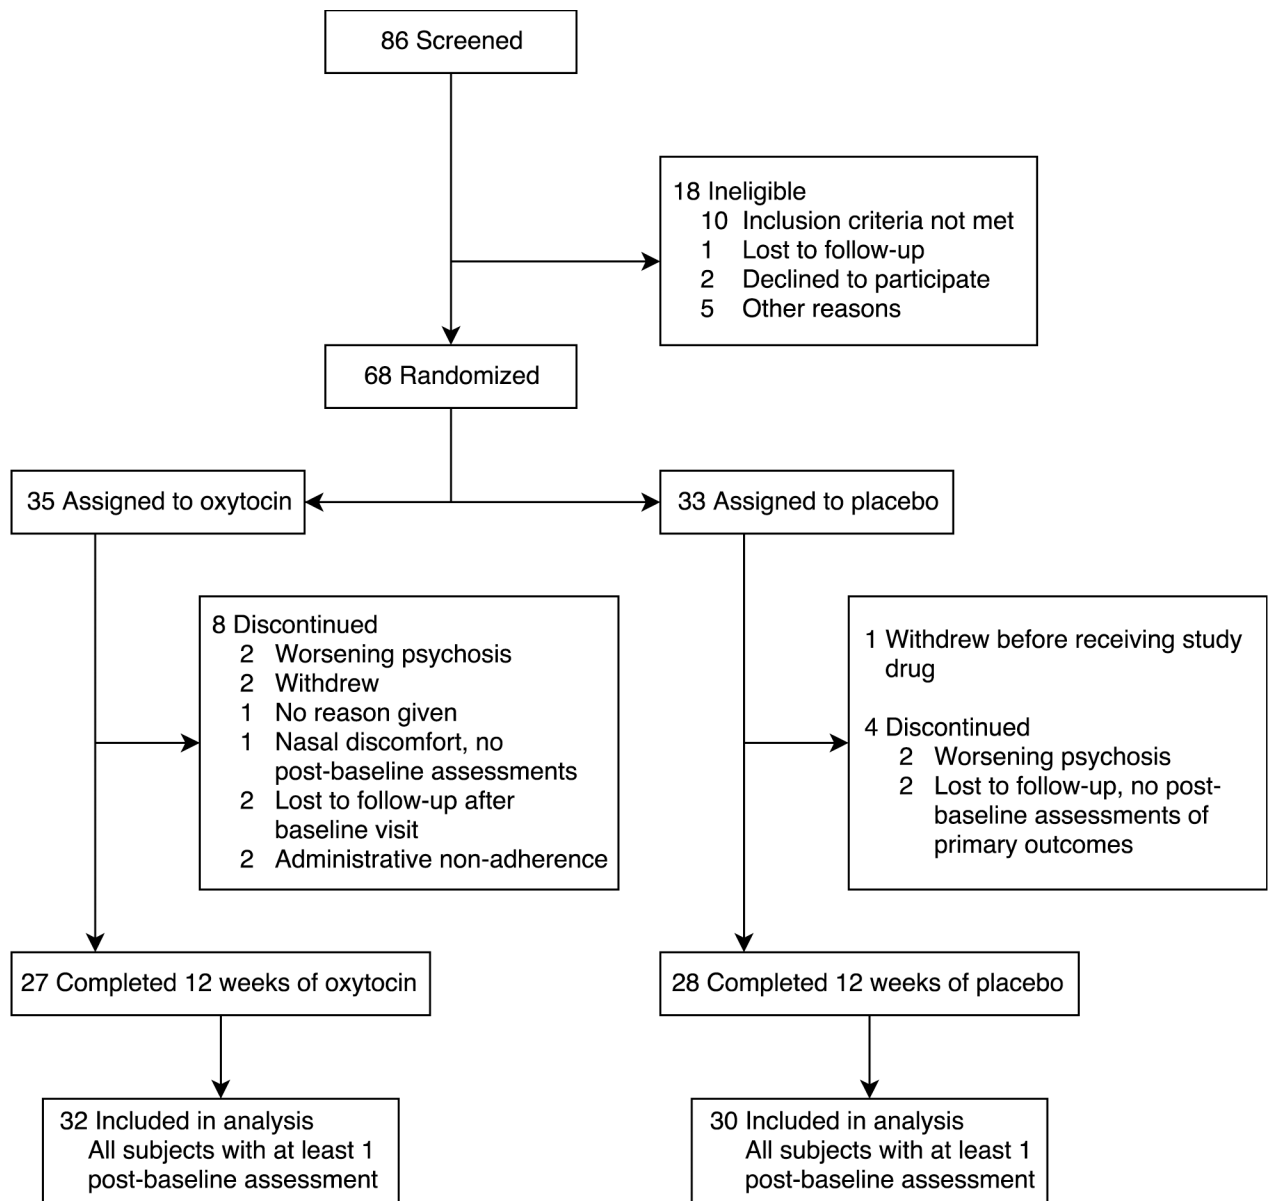 86 Screened
18 Ineligible
10 Inclusion criteria not met
1 Lost to follow-up
2 Declined to participate
5 Other reasons
68 Randomized
35 Assigned to oxytocin
33 Assigned to placebo
8 Discontinued
2 Worsening psychosis
2 Withdrew
1 No reason given
1 Nasal discomfort, no
post-baseline assessments
2 Lost to follow-up after
baseline visit
2 Administrative non-adherence
1 Withdrew before receiving study
drug
4 Discontinued
2 Worsening psychosis
2 Lost to follow-up, no post-
baseline assessments of
primary outcomes
27 Completed 12 weeks of oxytocin
28 Completed 12 weeks of placebo
32 Included in analysis
All subjects with at least 1
post-baseline assessment
30 Included in analysis
All subjects with at least 1
post-baseline assessment